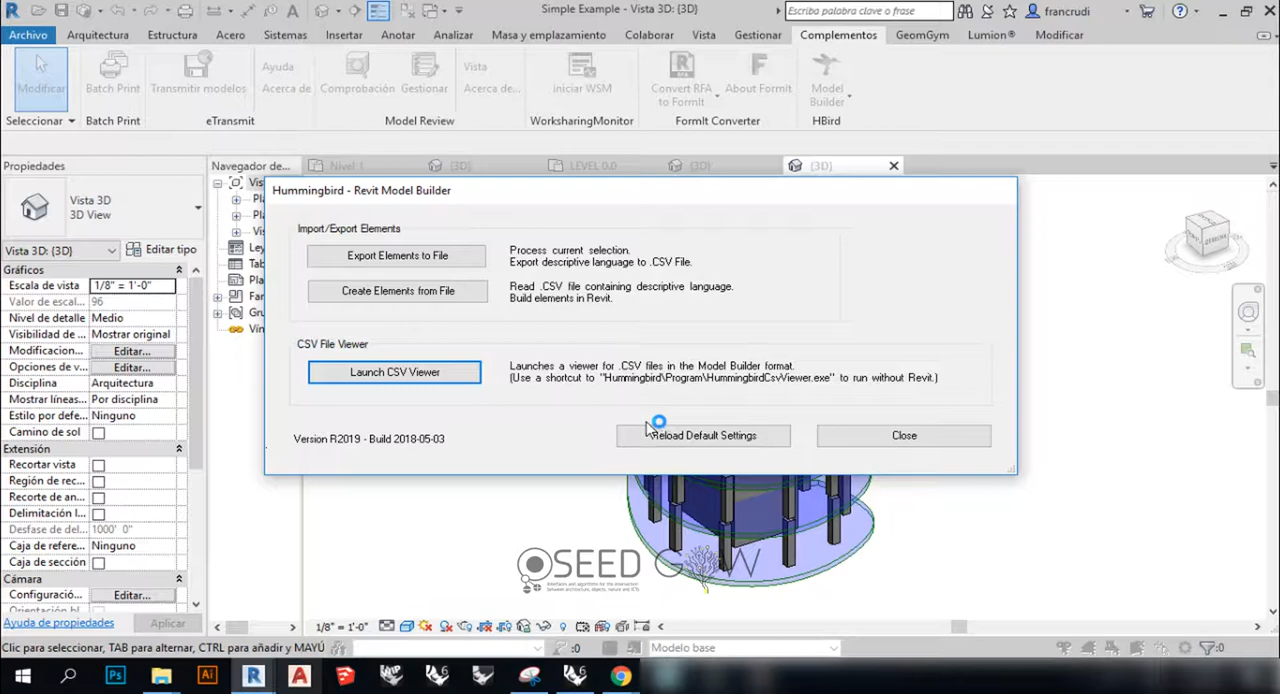 Simple Example - Vista 3D: {3D}
Escriba palabra clave o frase
francrudi
Archivo Arquitectura Estructura Acero Sistemas Insertar Anotar Analizar Masa y emplazamiento Colaborar Vista Gestionar Complementos GeomGym Lumion® Modificar
Modificar
Batch Print
Transmitir modelos
Ayuda
Acerca de
Comprobación
Gestionar
Vista
Acerca de...
Iniciar WSM
Convert RFA
to FormIt
About FormIt
Model
Builder
Seleccionar Batch Print eTransmit Model Review WorksharingMonitor FormIt Converter HBird
Propiedades
Navegador de...
Nivel 1
{3D}
LEVEL 0.0
{3D}
{3D}
Vista 3D
3D View
Vista 3D: {3D}
Editar tipo
Gráficos
Escala de vista 1/8" = 1'-0"
Valor de escal... 96
Nivel de detalle Medio
Visibilidad de ... Mostrar original
Modificacion... Editar...
Opciones de v... Editar...
Disciplina Arquitectura
Mostrar líneas... Por disciplina
Estilo por defe... Ninguno
Camino de sol
Extensión
Recortar vista
Región de rec...
Recorte de an...
Delimitación l...
Desfase de del... 1000' 0"
Caja de refere... Ninguno
Caja de sección
Cámara
Configuració... Editar...
Ayuda de propiedades
Aplicar
Hummingbird - Revit Model Builder
Import/Export Elements
Export Elements to File
Process current selection.
Export descriptive language to .CSV File.
Create Elements from File
Read .CSV file containing descriptive language.
Build elements in Revit.
CSV File Viewer
Launch CSV Viewer
Launches a viewer for .CSV files in the Model Builder format.
(Use a shortcut to "Hummingbird\Program\HummingbirdCsvViewer.exe" to run without Revit.)
Version R2019 - Build 2018-05-03
Reload Default Settings
Close
1/8" = 1'-0"
Clic para seleccionar, TAB para alternar, CTRL para añadir y MAYÚ
:0
Modelo base
:0